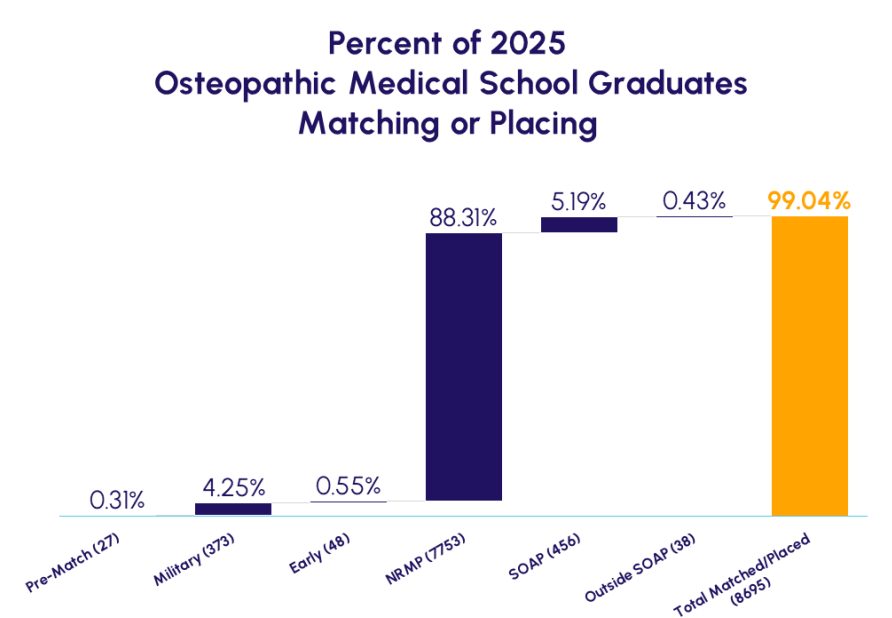 Percent of 2025
Osteopathic Medical School Graduates
Matching or Placing
0.31%
4.25%
0.55%
88.31%
5.19%
0.43%
99.04%
Pre-Match (27)
Military (373)
Early (48)
NRMP (7753)
SOAP (456)
Outside SOAP (38)
Total Matched/Placed
(8695)